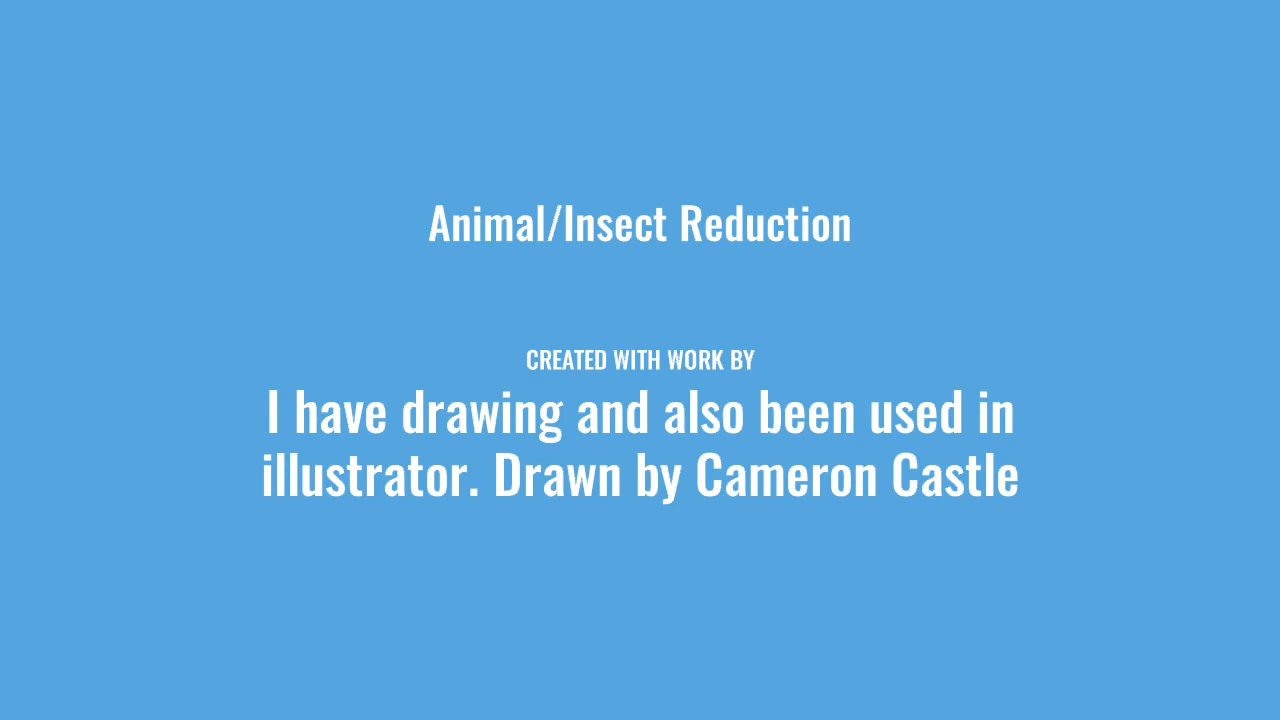 Animal/Insect Reduction
CREATED WITH WORK BY
I have drawing and also been used in
illustrator. Drawn by Cameron Castle